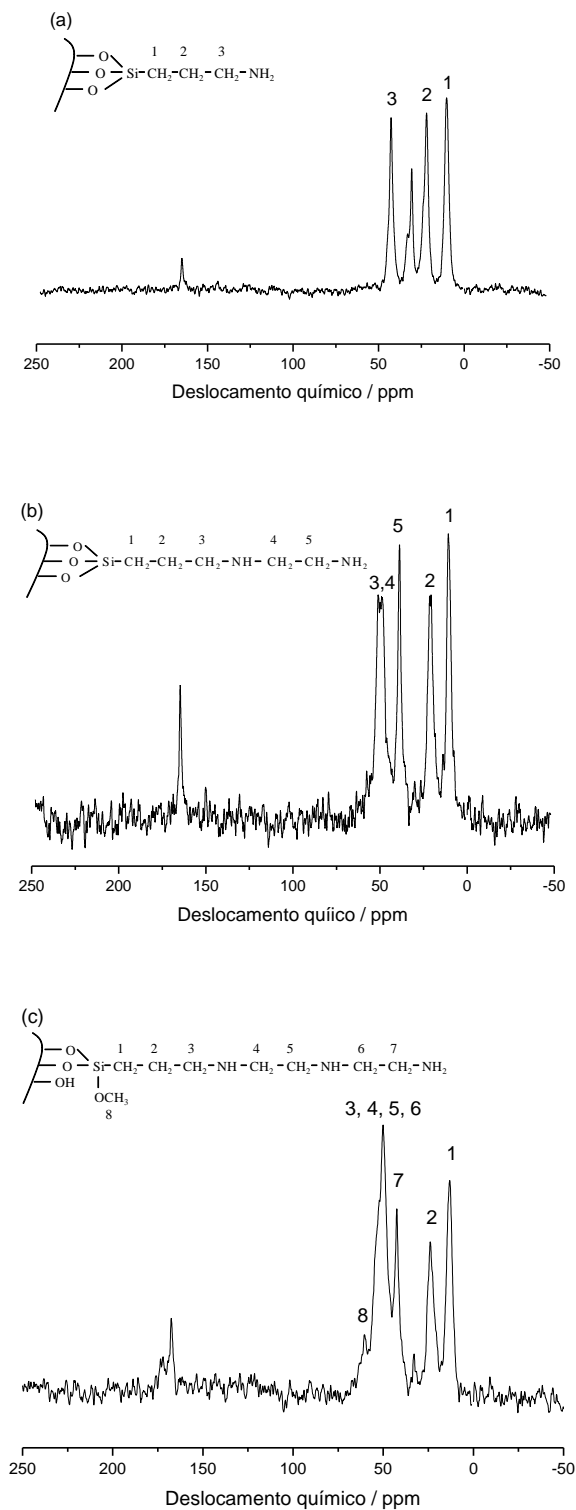 (a)
1 2 3
O
O Si CH₂ CH₂ CH₂ NH₂
O
3 2 1
250 200 150 100 50 0 -50
Deslocamento químico / ppm
(b)
1 2 3 4 5
O
O Si CH₂ CH₂ CH₂ NH CH₂ CH₂ NH₂
O
5 1
3,4 2
250 200 150 100 50 0 -50
Deslocamento quíico / ppm
(c)
1 2 3 4 5 6 7
O
O Si CH₂ CH₂ CH₂ NH CH₂ CH₂ NH CH₂ CH₂ NH₂
OH
OCH₃
8
3, 4, 5, 6
1
7
2
8
250 200 150 100 50 0 -50
Deslocamento químico / ppm